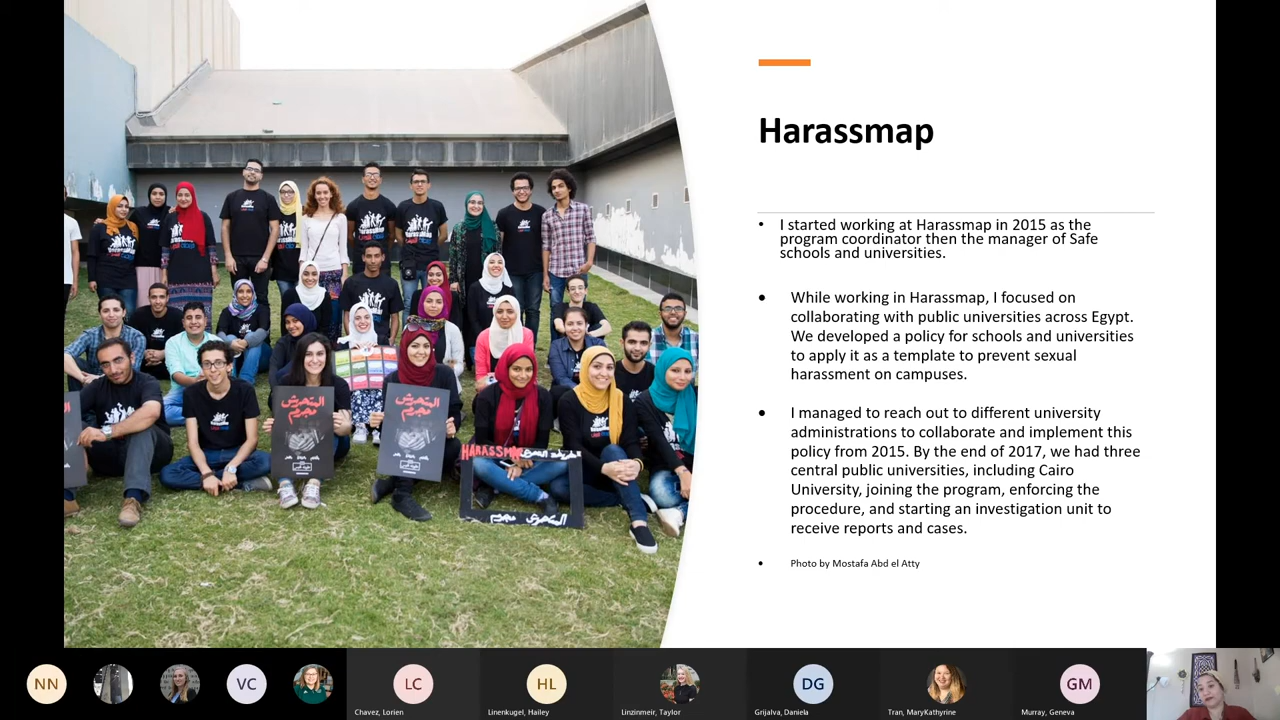 Harassmap
• I started working at Harassmap in 2015 as the
program coordinator then the manager of Safe
schools and universities.
• While working in Harassmap, I focused on
collaborating with public universities across Egypt.
We developed a policy for schools and universities
to apply it as a template to prevent sexual
harassment on campuses.
• I managed to reach out to different university
administrations to collaborate and implement this
policy from 2015. By the end of 2017, we had three
central public universities, including Cairo
University, joining the program, enforcing the
procedure, and starting an investigation unit to
receive reports and cases.
• Photo by Mostafa Abd el Atty
التحرش
جريمة
التحرش
جريمة
HARASSMAP
NN
VC
LC
HL
DG
GM
Chavez, Lorien
Linenkugel, Hailey
Linzinmeir, Taylor
Grijalva, Daniela
Tran, MaryKathyrine
Murray, Geneva